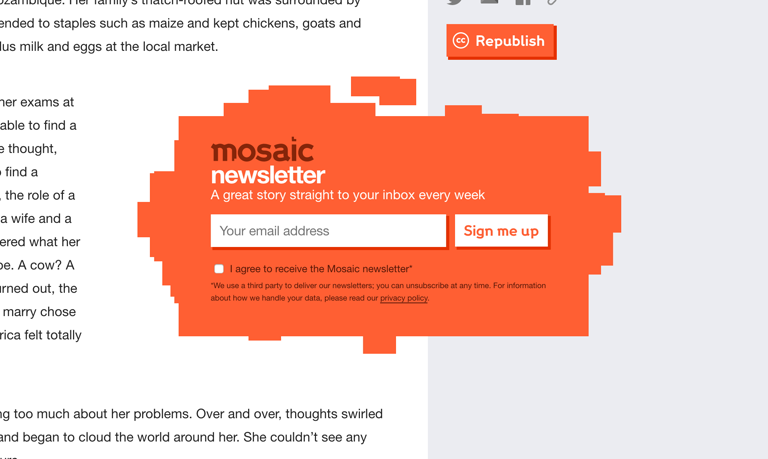 ozambique. Her family's thatch-roofed hut was surrounded by
ended to staples such as maize and kept chickens, goats and
lus milk and eggs at the local market.
cc Republish
her exams at
able to find a
e thought,
o find a
, the role of a
a wife and a
ered what her
be. A cow? A
urned out, the
marry chose
rica felt totally
mosaic
newsletter
A great story straight to your inbox every week
Your email address
Sign me up
I agree to receive the Mosaic newsletter*
*We use a third party to deliver our newsletters; you can unsubscribe at any time. For information
about how we handle your data, please read our privacy policy.
ng too much about her problems. Over and over, thoughts swirled
and began to cloud the world around her. She couldn't see any